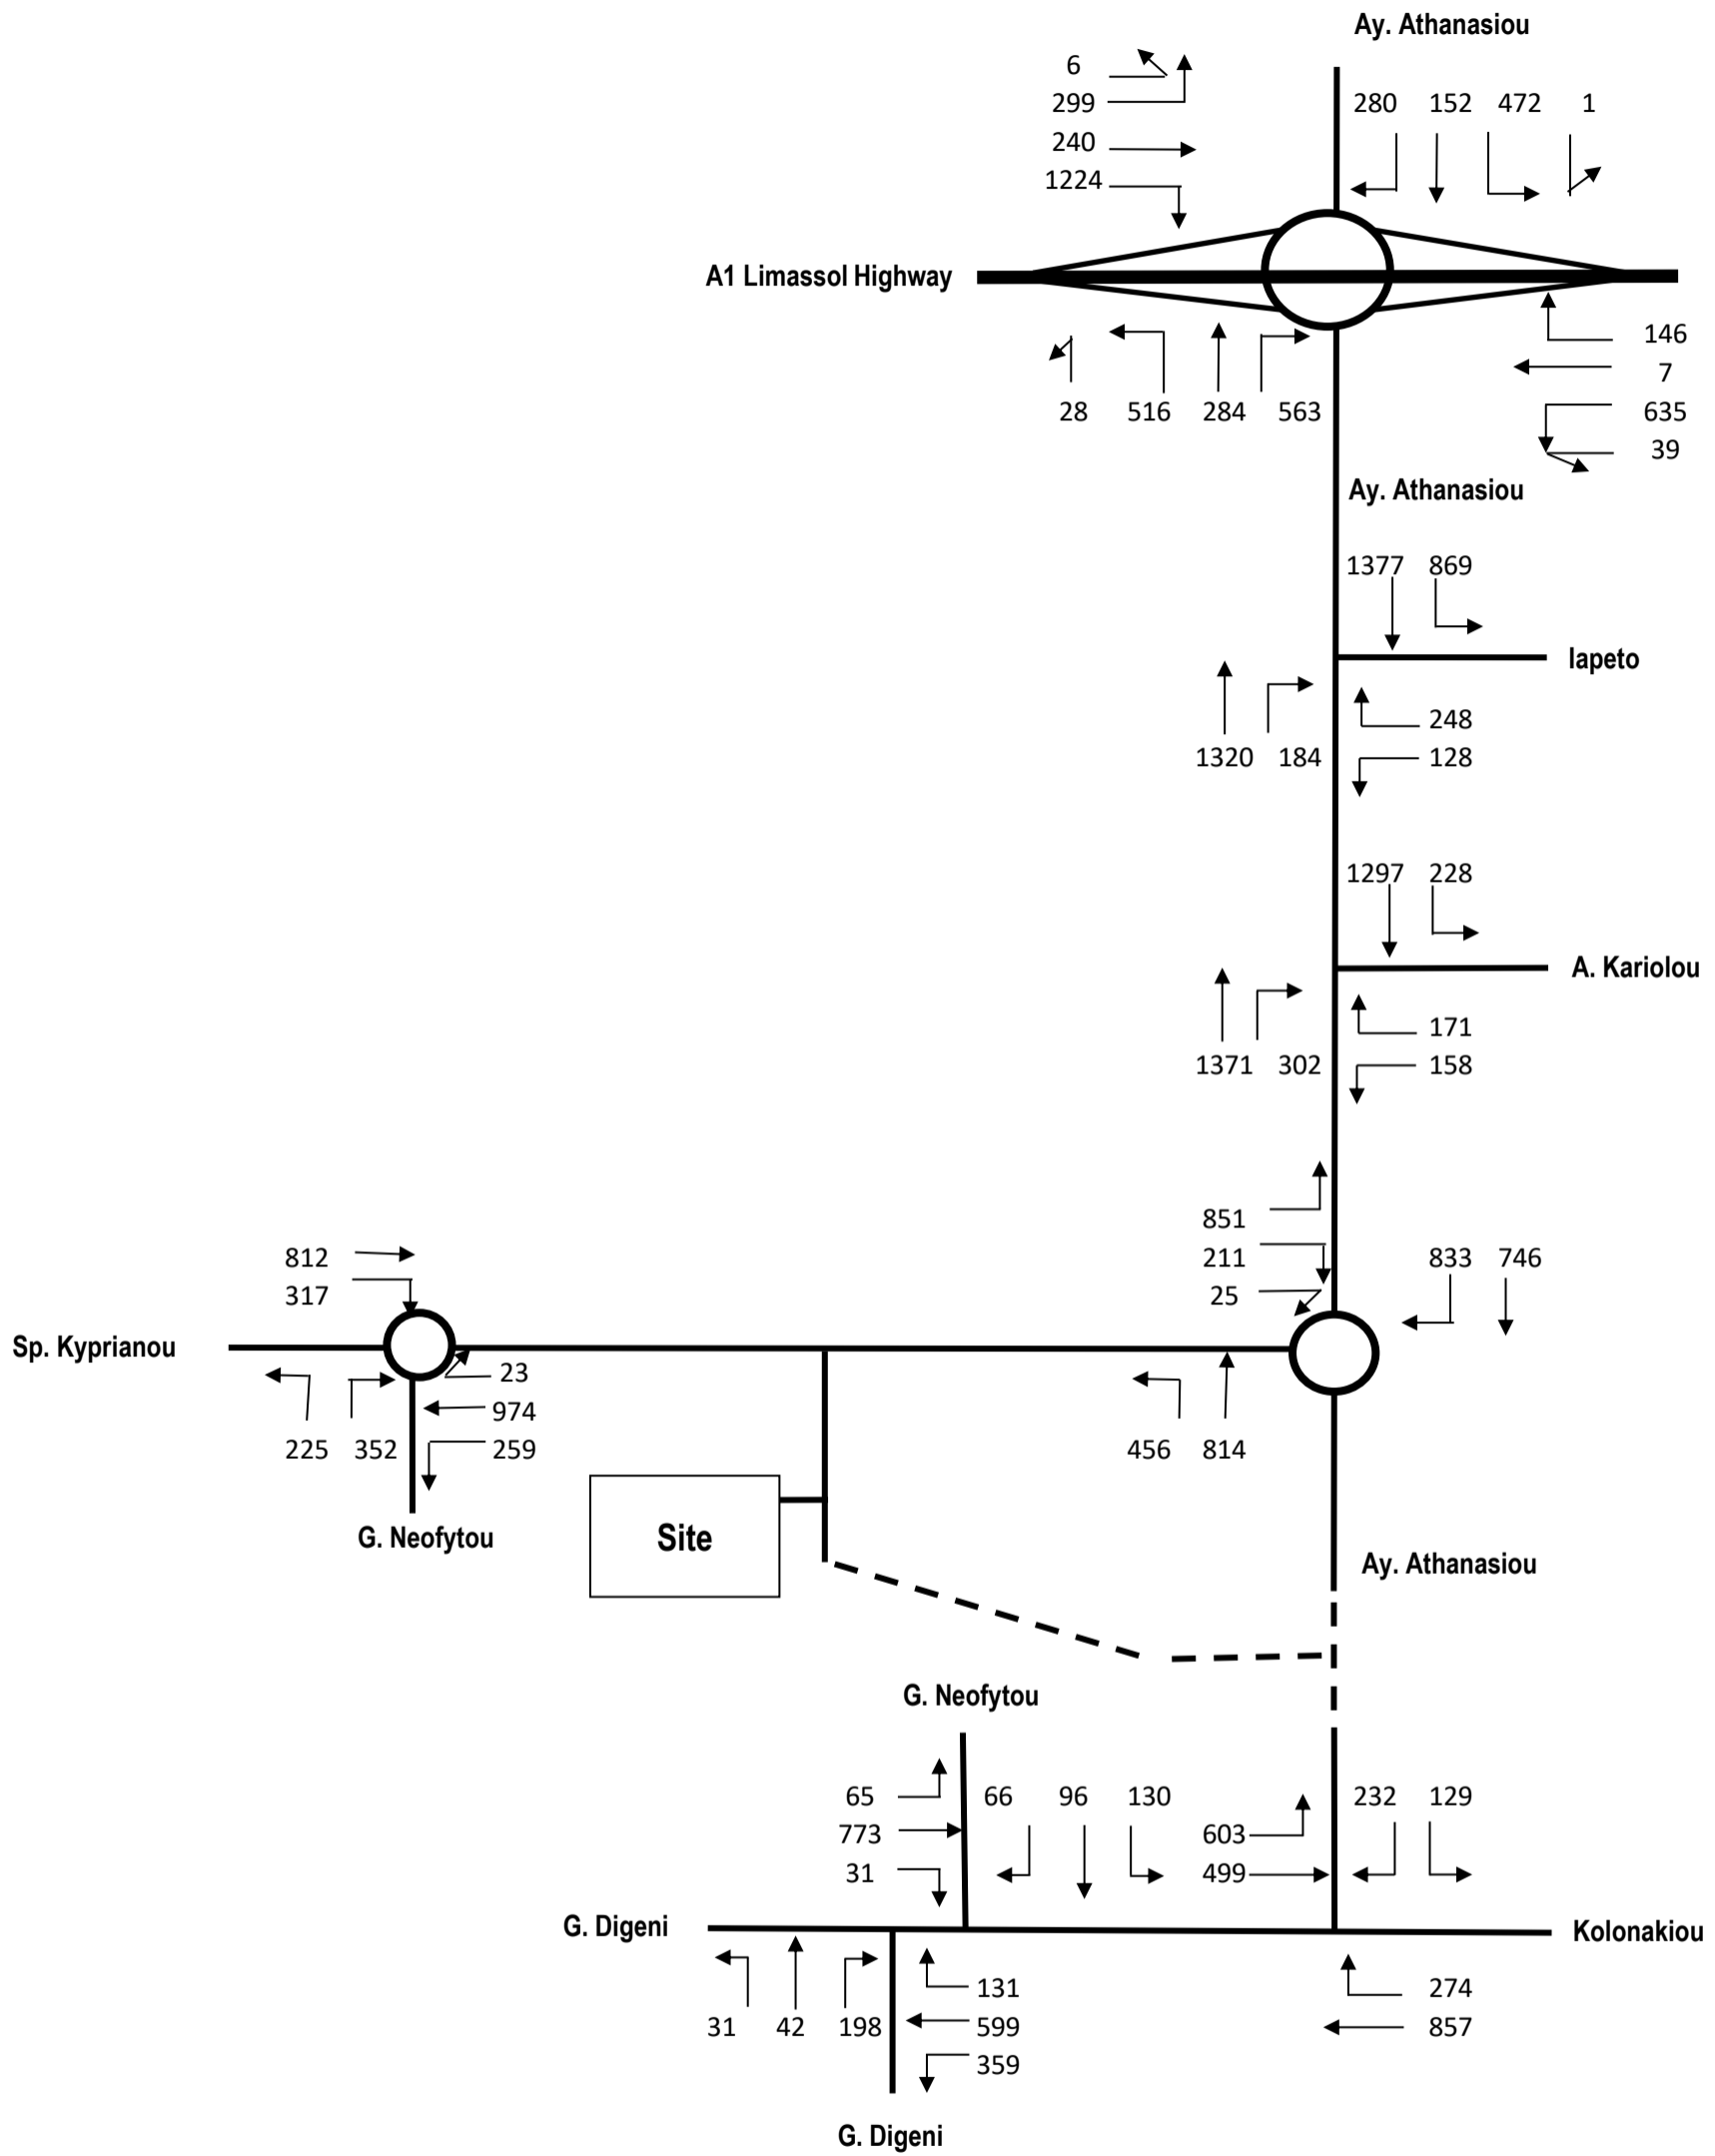 Ay. Athanasiou
6
299
280 152 472 1
240
1224
A1 Limassol Highway
146
7
28 516 284 563
635
39
Ay. Athanasiou
1377 869
Iapeto
248
1320 184 128
1297 228
A. Kariolou
171
1371 302 158
851
812 211 833 746
317 25
Sp. Kyprianou
23
974
225 352 259 456 814
G. Neofytou
Site
Ay. Athanasiou
G. Neofytou
65 66 96 130 232 129
773 603
31 499
G. Digeni
Kolonakiou
131 274
31 42 198 599 857
359
G. Digeni